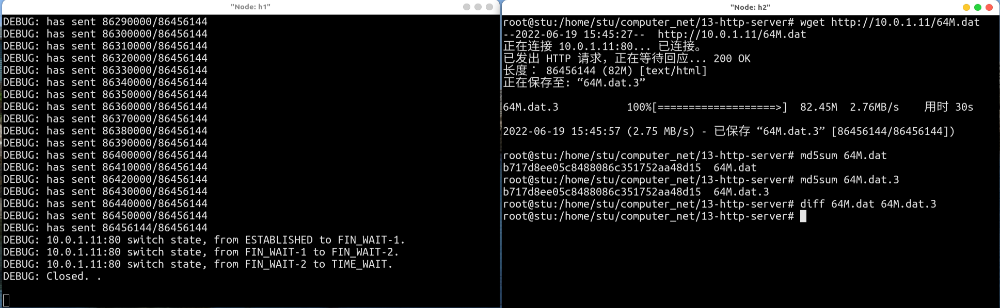 "Node: h1"
DEBUG: has sent 86290000/86456144
DEBUG: has sent 86300000/86456144
DEBUG: has sent 86310000/86456144
DEBUG: has sent 86320000/86456144
DEBUG: has sent 86330000/86456144
DEBUG: has sent 86340000/86456144
DEBUG: has sent 86350000/86456144
DEBUG: has sent 86360000/86456144
DEBUG: has sent 86370000/86456144
DEBUG: has sent 86380000/86456144
DEBUG: has sent 86390000/86456144
DEBUG: has sent 86400000/86456144
DEBUG: has sent 86410000/86456144
DEBUG: has sent 86420000/86456144
DEBUG: has sent 86430000/86456144
DEBUG: has sent 86440000/86456144
DEBUG: has sent 86450000/86456144
DEBUG: has sent 86456144/86456144
DEBUG: 10.0.1.11:80 switch state, from ESTABLISHED to FIN_WAIT-1.
DEBUG: 10.0.1.11:80 switch state, from FIN_WAIT-1 to FIN_WAIT-2.
DEBUG: 10.0.1.11:80 switch state, from FIN_WAIT-2 to TIME_WAIT.
DEBUG: Closed. .
"Node: h2"
root@stu:/home/stu/computer_net/13-http-server# wget http://10.0.1.11/64M.dat
--2022-06-19 15:45:27--  http://10.0.1.11/64M.dat
正在连接 10.0.1.11:80... 已连接。
已发出 HTTP 请求，正在等待回应... 200 OK
长度： 86456144 (82M) [text/html]
正在保存至: “64M.dat.3”
64M.dat.3           100%[===================>]  82.45M  2.76MB/s    用时 30s
2022-06-19 15:45:57 (2.75 MB/s) - 已保存 “64M.dat.3” [86456144/86456144])
root@stu:/home/stu/computer_net/13-http-server# md5sum 64M.dat
b717d8ee05c8488086c351752aa48d15  64M.dat
root@stu:/home/stu/computer_net/13-http-server# md5sum 64M.dat.3
b717d8ee05c8488086c351752aa48d15  64M.dat.3
root@stu:/home/stu/computer_net/13-http-server# diff 64M.dat 64M.dat.3
root@stu:/home/stu/computer_net/13-http-server#